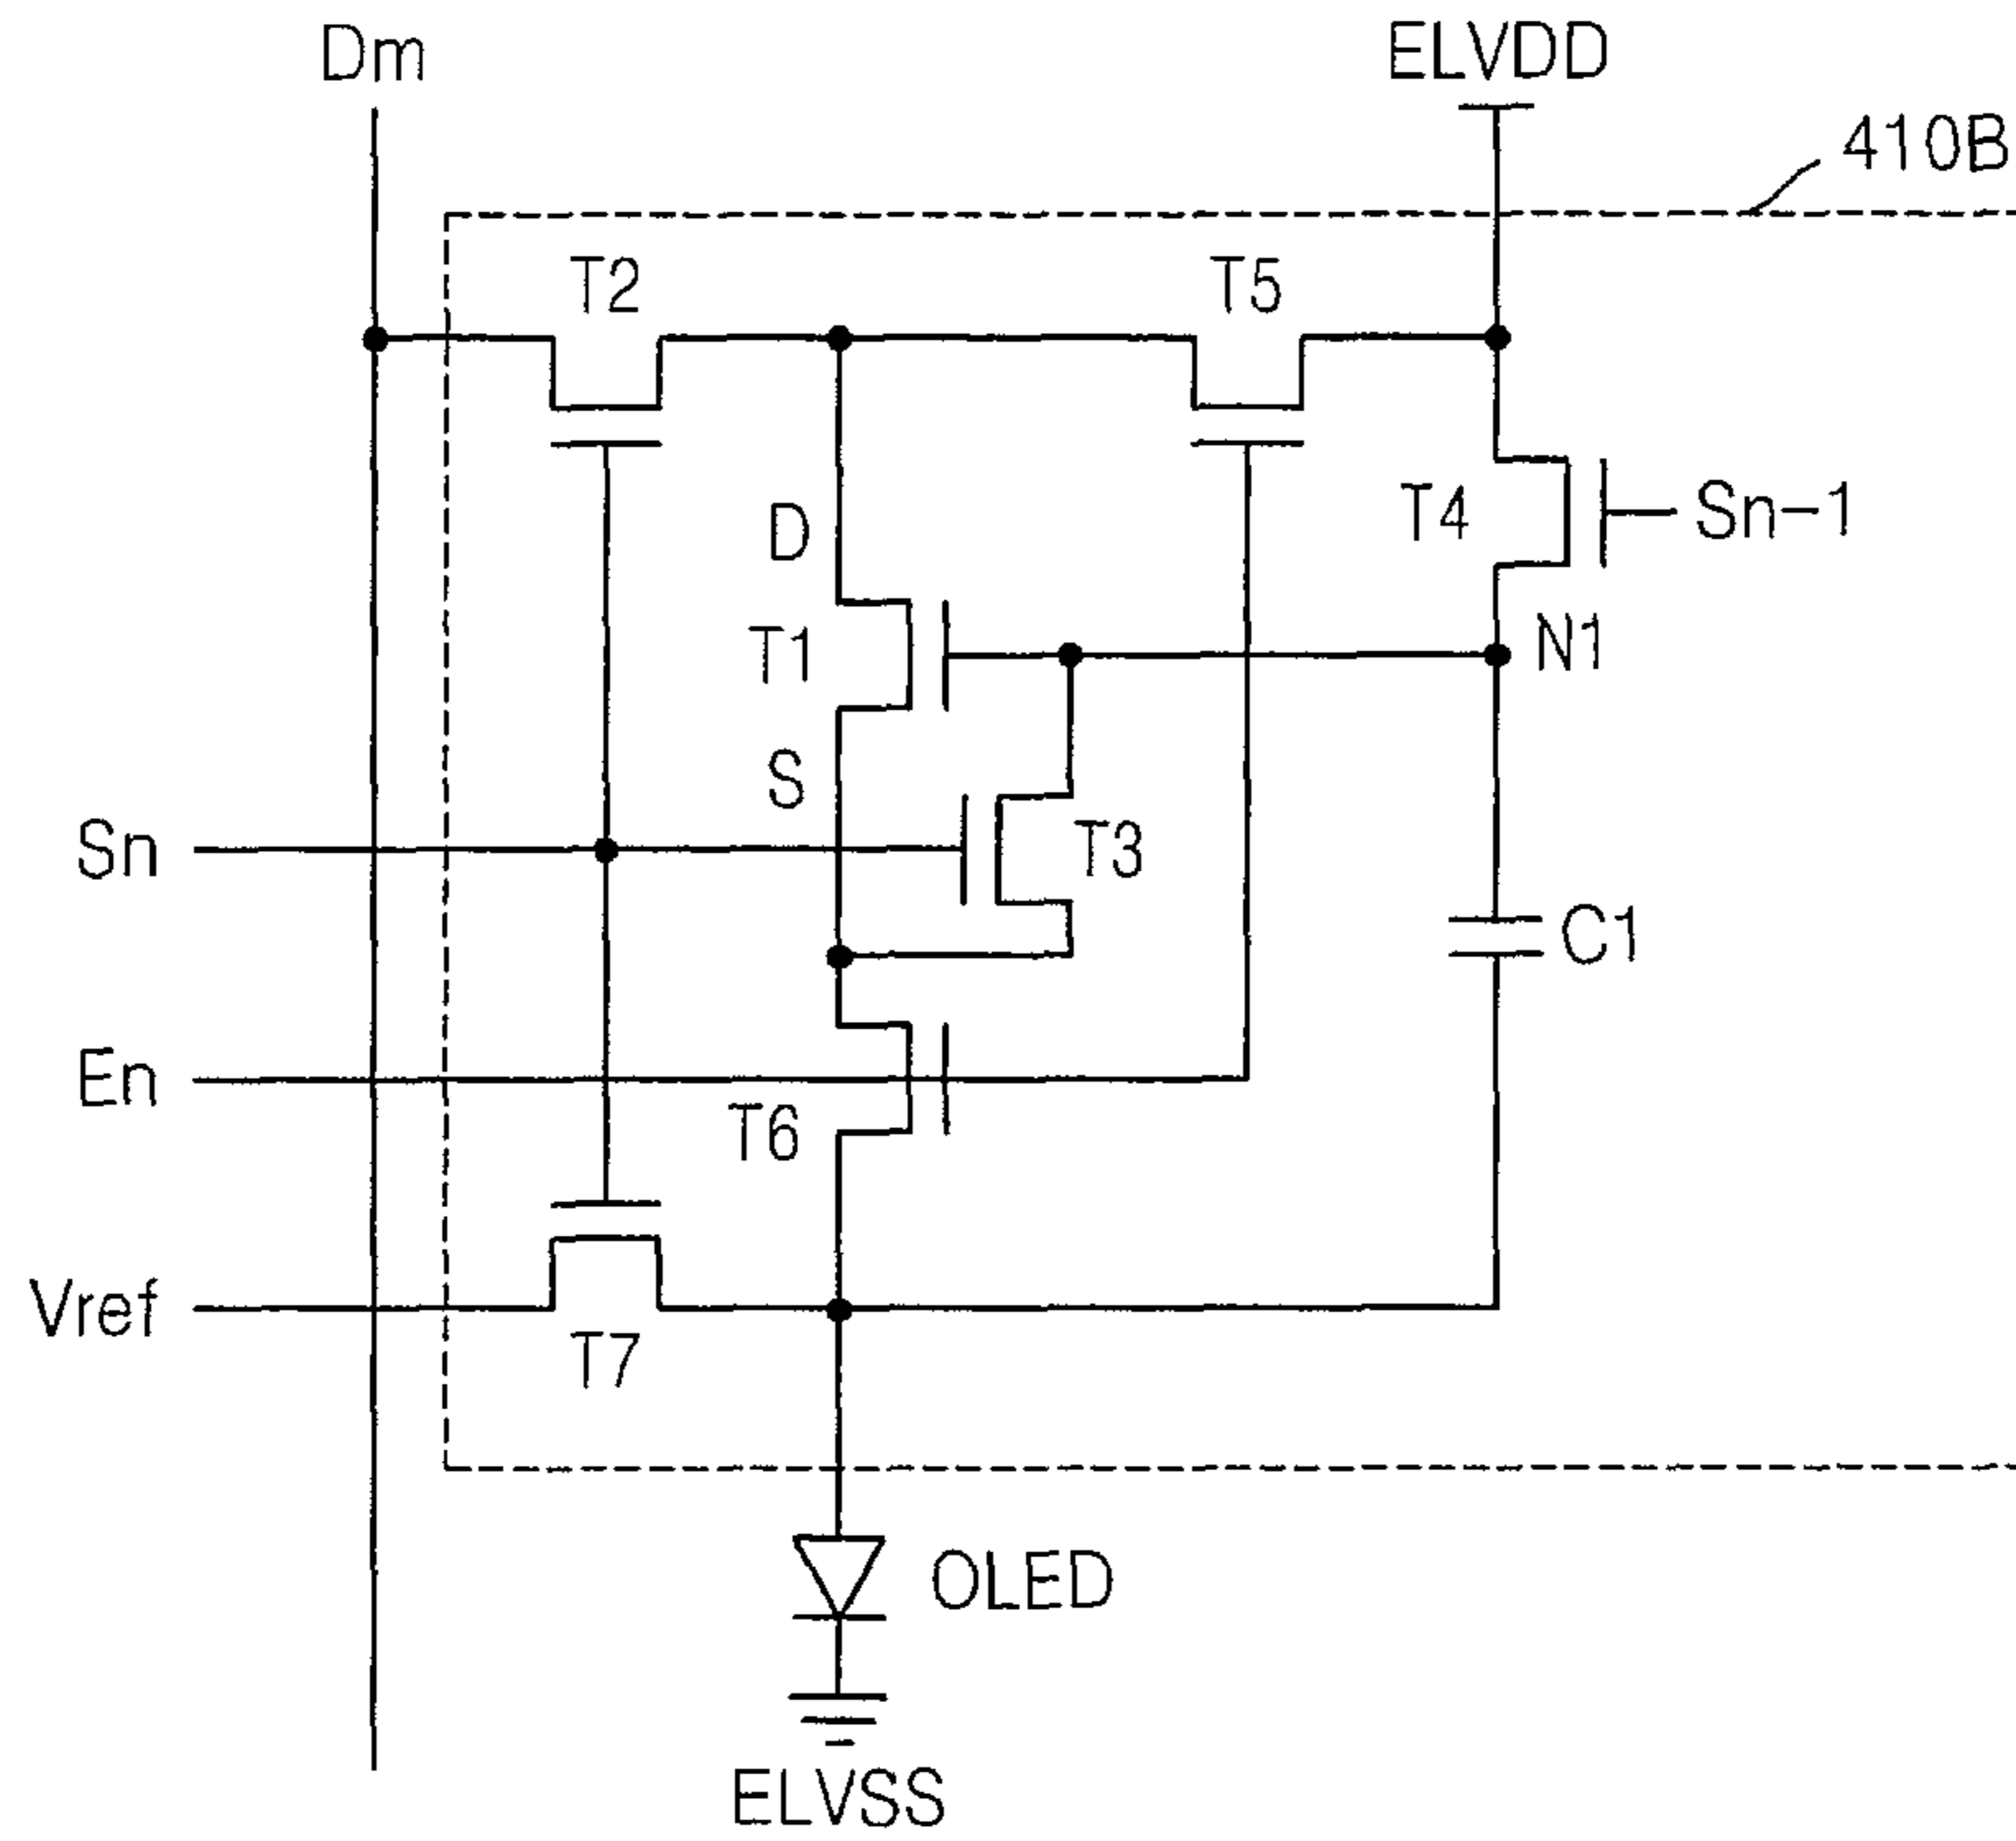 Dm
ELVDD
410B
T2
T5
D
T4
Sn-1
T1
N1
S
Sn
T3
C1
En
T6
Vref
T7
OLED
ELVSS